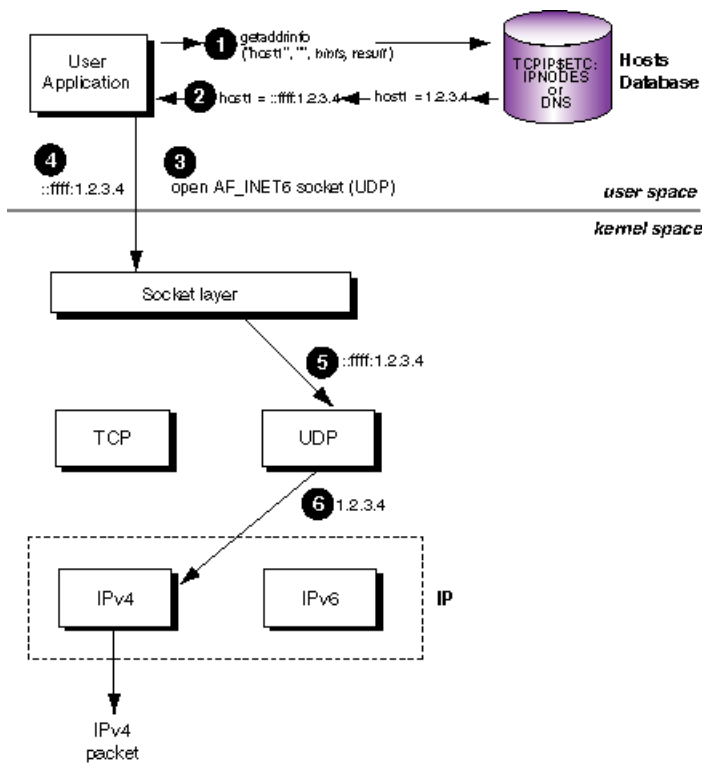 1 getaddrinfo
("host1", "", hints, result)
User
Application
TCPIP$ETC:
IPNODES
or
DNS
Hosts
Database
2 host1 = ::ffff:1.2.3.4
host1 = 1.2.3.4
4
::ffff:1.2.3.4
3
open AF_INET6 socket (UDP)
user space
kernel space
Socket layer
5 ::ffff:1.2.3.4
TCP
UDP
6 1.2.3.4
IPv4
IPv6
IP
IPv4
packet